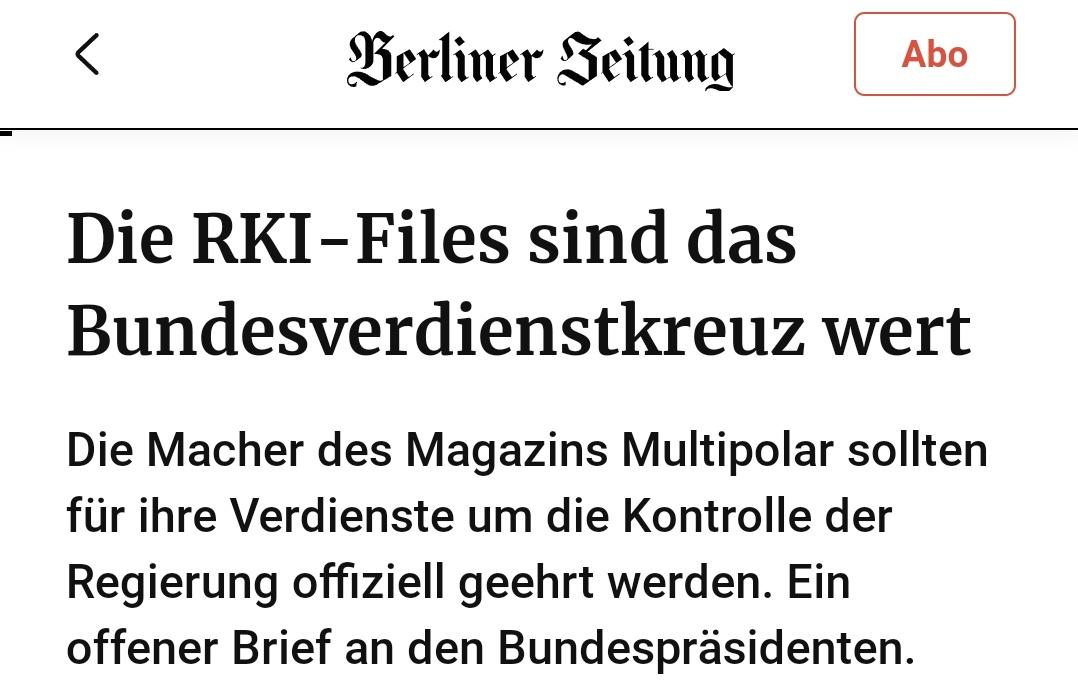 Berliner Zeitung
Abo
Die RKI-Files sind das
Bundesverdienstkreuz wert
Die Macher des Magazins Multipolar sollten
für ihre Verdienste um die Kontrolle der
Regierung offiziell geehrt werden. Ein
offener Brief an den Bundespräsidenten.